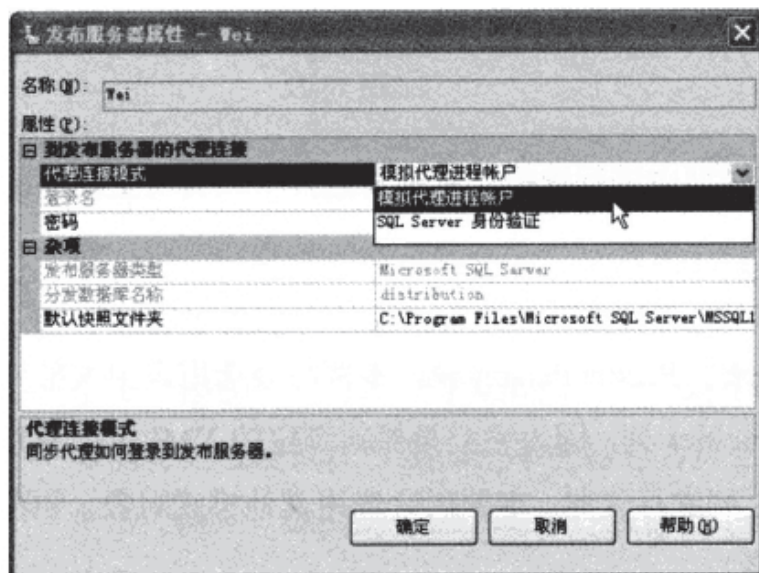 发布服务器属性 - Wei
名称(N):
Wei
属性(P):
到发布服务器的代理连接
代理连接模式 模拟代理进程帐户
登录名 模拟代理进程帐户
密码 SQL Server 身份验证
杂项
发布服务器类型 Microsoft SQL Server
分发数据库名称 distribution
默认快照文件夹 C:\Program Files\Microsoft SQL Server\MSSQL1
代理连接模式
同步代理如何登录到发布服务器。
确定 取消 帮助(H)